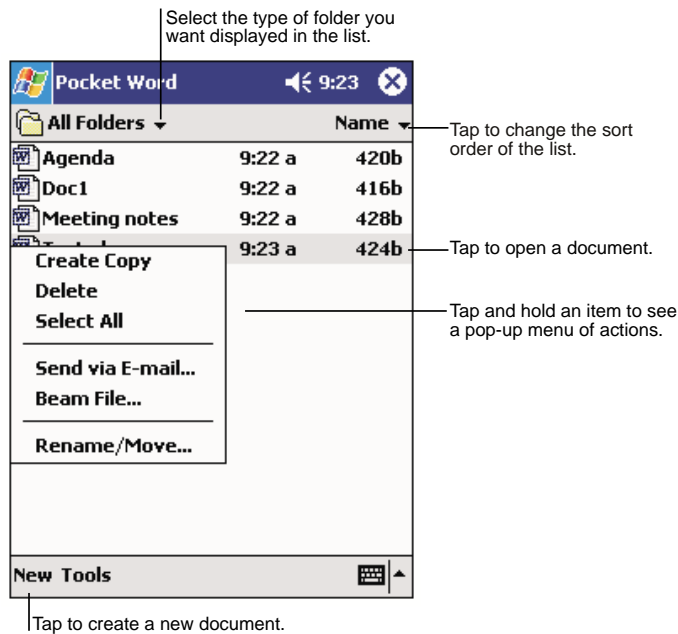 Select the type of folder you
want displayed in the list.
Pocket Word 9:23
All Folders Name
Tap to change the sort
order of the list.
Agenda 9:22 a 420b
Doc1 9:22 a 416b
Meeting notes 9:22 a 428b
9:23 a 424b
Tap to open a document.
Create Copy
Delete
Select All
Tap and hold an item to see
a pop-up menu of actions.
Send via E-mail...
Beam File...
Rename/Move...
New Tools
Tap to create a new document.